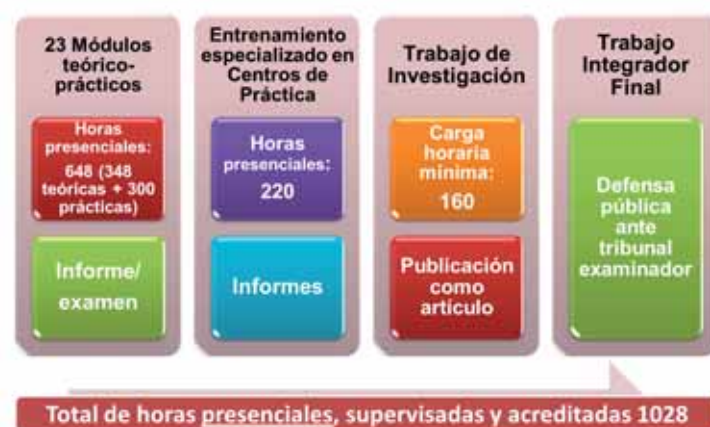 23 Módulos
teórico-
prácticos
Horas
presenciales:
648 (348
teóricas + 300
prácticas)
Informe/
examen
Entrenamiento
especializado en
Centros de
Práctica
Horas
presenciales:
220
Informes
Trabajo de
Investigación
Carga
horaria
mínima:
160
Publicación
como
artículo
Trabajo
Integrador
Final
Defensa
pública
ante
tribunal
examinador
Total de horas presenciales, supervisadas y acreditadas 1028